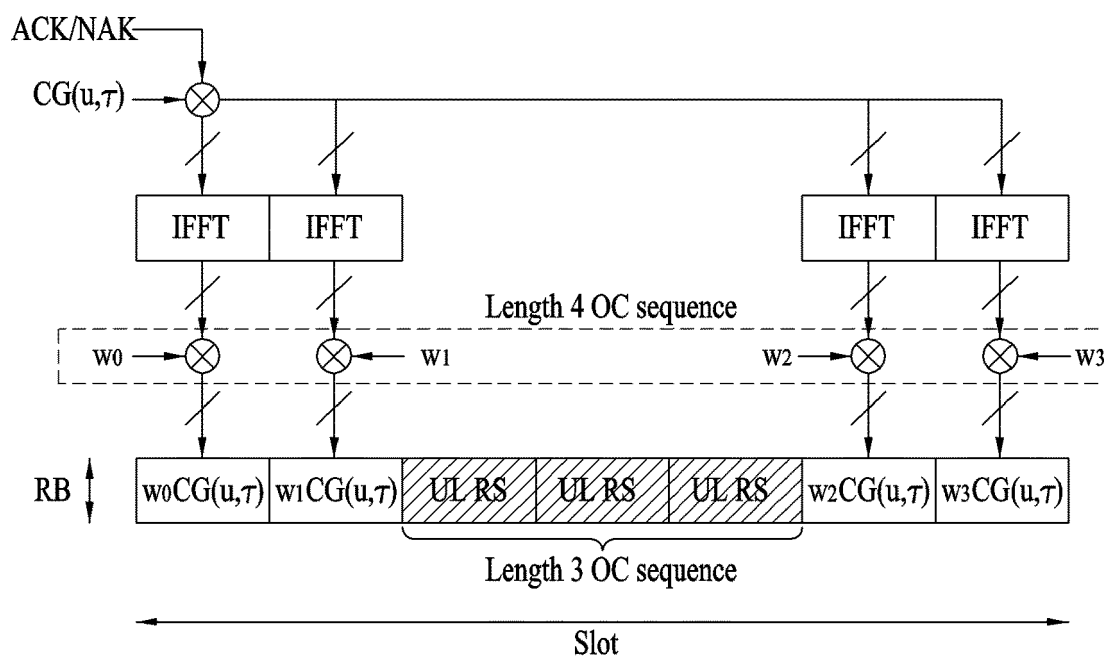 ACK/NAK
CG(u,τ)
IFFT IFFT IFFT IFFT
Length 4 OC sequence
w0 w1 w2 w3
RB w0CG(u,τ) w1CG(u,τ) UL RS UL RS UL RS w2CG(u,τ) w3CG(u,τ)
Length 3 OC sequence
Slot